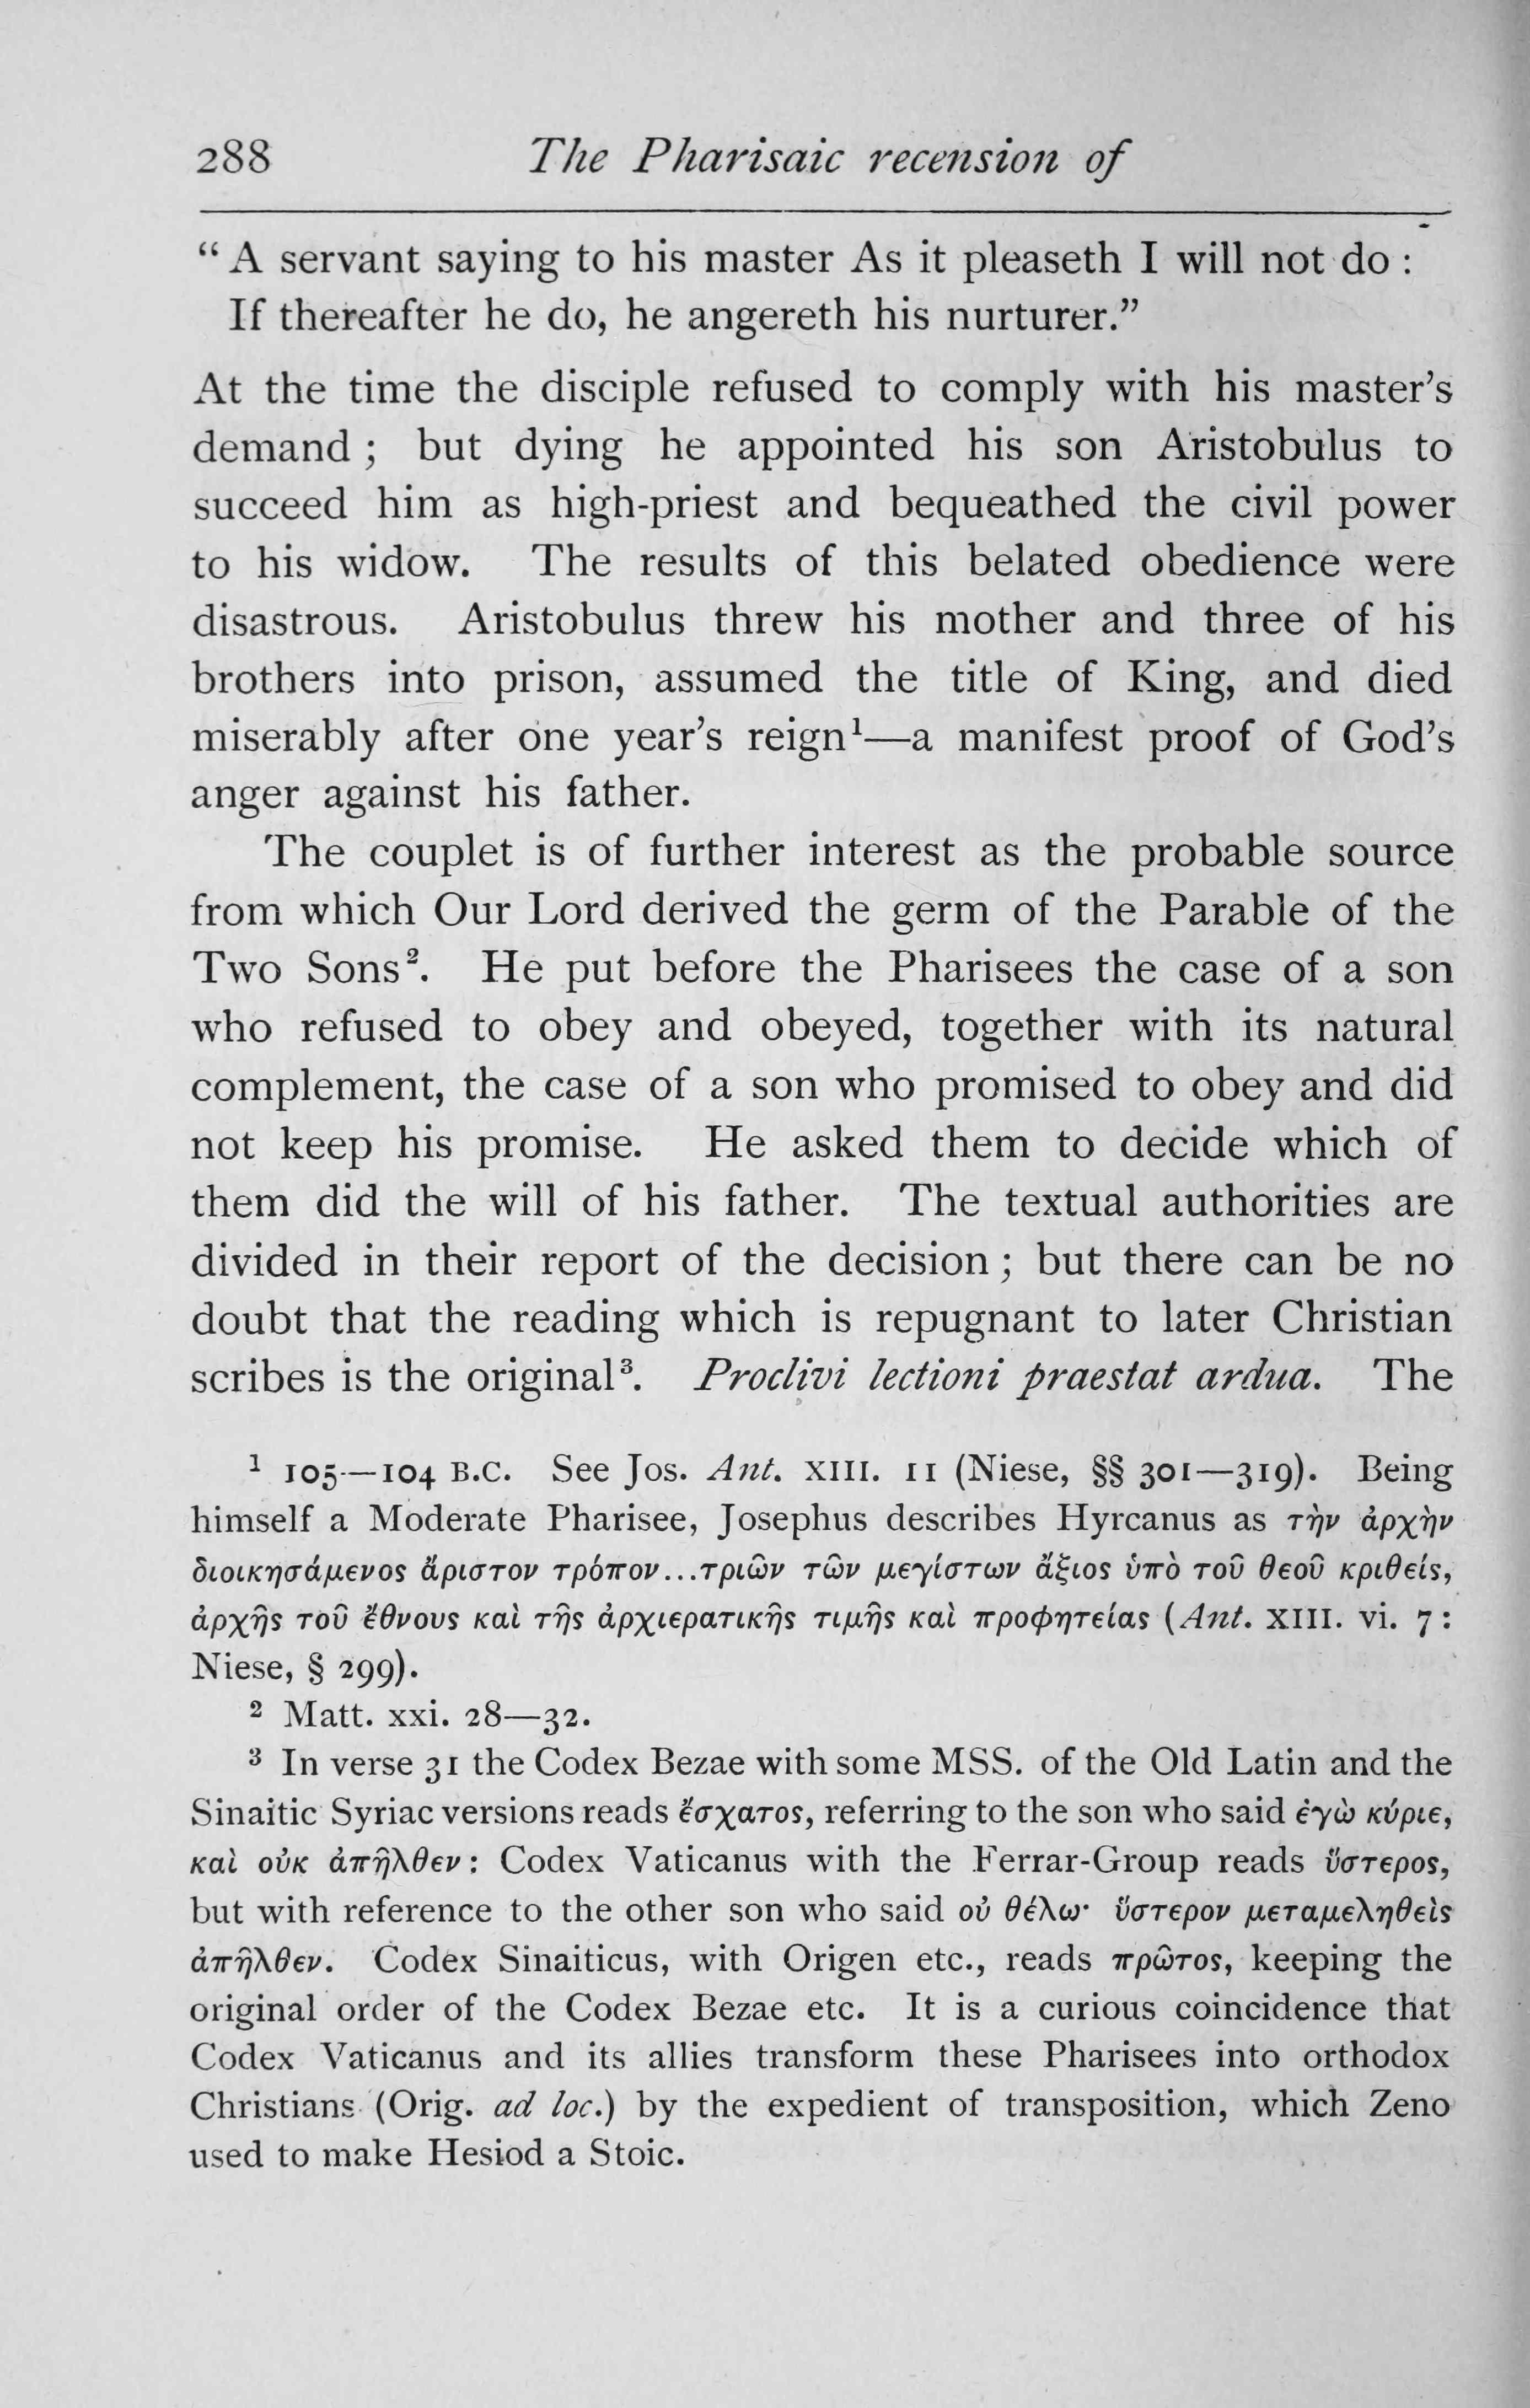 288 The Pharisaic recension of
“ A servant saying to his master As it pleaseth I will not do :
If thereafter he do, he angereth his nurturer.”
At the time the disciple refused to comply with his master’s
demand ; but dying he appointed his son Aristobulus to
succeed him as high-priest and bequeathed the civil power
to his widow. The results of this belated obedience were
disastrous. Aristobulus threw his mother and three of his
brothers into prison, assumed the title of King, and died
miserably after one year’s reign¹—a manifest proof of God’s
anger against his father.
The couplet is of further interest as the probable source
from which Our Lord derived the germ of the Parable of the
Two Sons². He put before the Pharisees the case of a son
who refused to obey and obeyed, together with its natural
complement, the case of a son who promised to obey and did
not keep his promise. He asked them to decide which of
them did the will of his father. The textual authorities are
divided in their report of the decision ; but there can be no
doubt that the reading which is repugnant to later Christian
scribes is the original³. Proclivi lectioni praestat ardua. The
¹ 105—104 B.C. See Jos. Ant. XIII. 11 (Niese, §§ 301—319). Being
himself a Moderate Pharisee, Josephus describes Hyrcanus as τὴν ἀρχὴν
διοικησάμενος ἄριστον τρόπον...τριῶν τῶν μεγίστων ἄξιος ὑπὸ τοῦ θεοῦ κριθείς,
ἀρχῆς τοῦ ἔθνους καὶ τῆς ἀρχιερατικῆς τιμῆς καὶ προφητείας (Ant. XIII. vi. 7 :
Niese, § 299).
² Matt. xxi. 28—32.
³ In verse 31 the Codex Bezae with some MSS. of the Old Latin and the
Sinaitic Syriac versions reads ἔσχατος, referring to the son who said ἐγὼ κύριε,
καὶ οὐκ ἀπῆλθεν : Codex Vaticanus with the Ferrar-Group reads ὕστερος,
but with reference to the other son who said οὐ θέλω· ὕστερον μεταμεληθεὶς
ἀπῆλθεν. Codex Sinaiticus, with Origen etc., reads πρῶτος, keeping the
original order of the Codex Bezae etc. It is a curious coincidence that
Codex Vaticanus and its allies transform these Pharisees into orthodox
Christians (Orig. ad loc.) by the expedient of transposition, which Zeno
used to make Hesiod a Stoic.